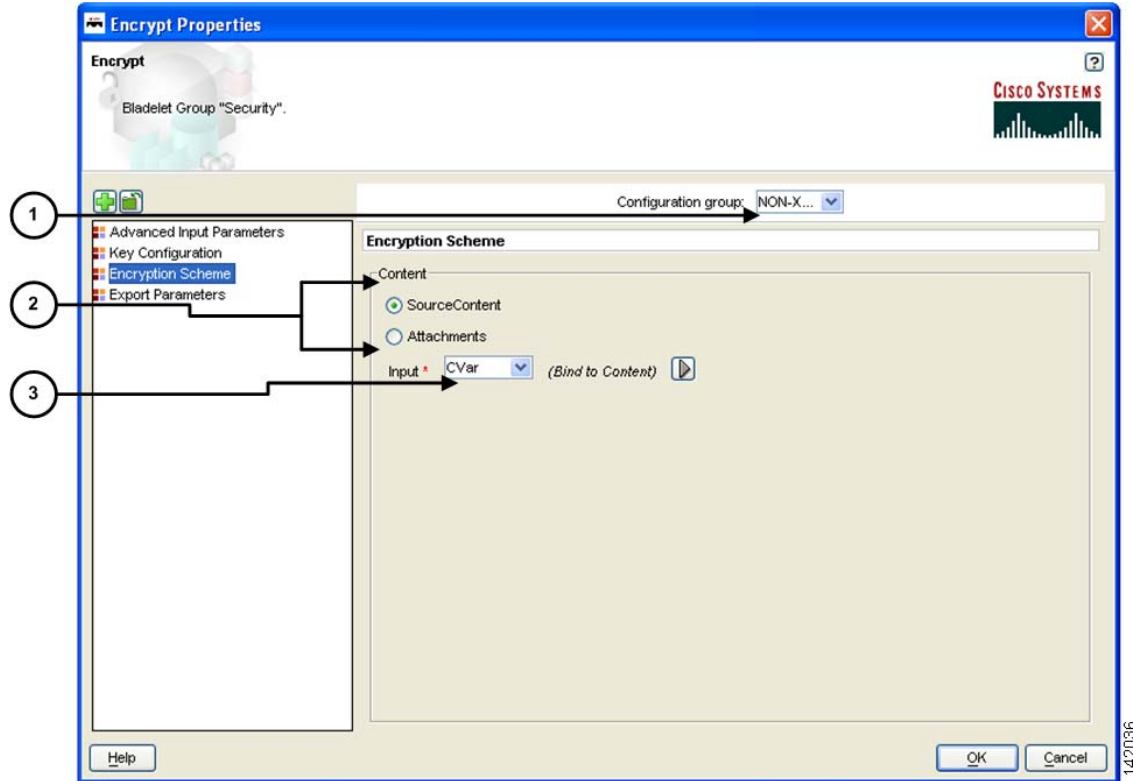 Encrypt Properties
Encrypt
?
Bladelet Group "Security".
CISCO SYSTEMS
1
Configuration group: NON-X...
Advanced Input Parameters
Key Configuration
Encryption Scheme
Export Parameters
Encryption Scheme
Content
2
SourceContent
Attachments
Input * CVar (Bind to Content)
3
Help
OK
Cancel
142036